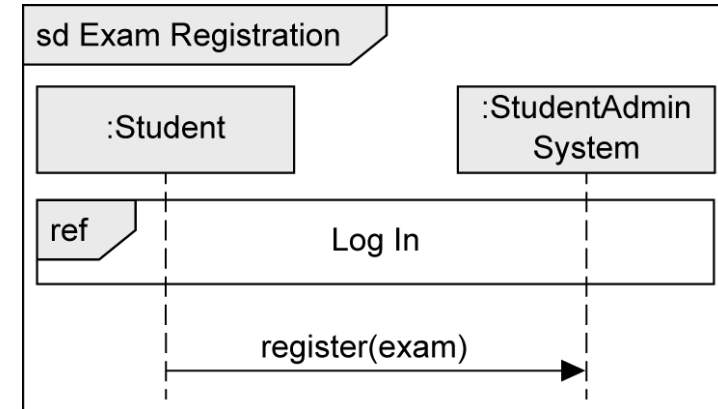 sd Exam Registration
:Student
:StudentAdmin
System
ref
Log In
register(exam)